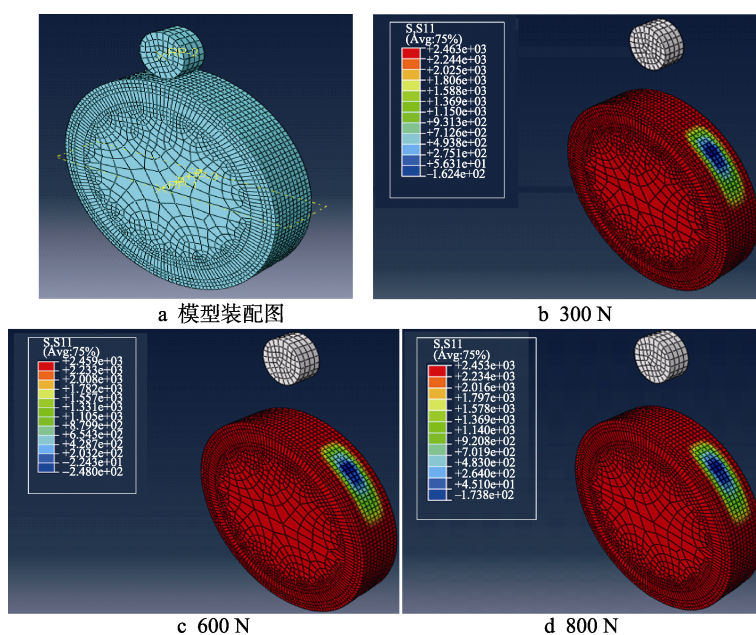 S,S11
(Avg:75%)
+2.463e+03
+2.244e+03
+2.025e+03
+1.806e+03
+1.588e+03
+1.369e+03
+1.150e+03
+9.313e+02
+7.126e+02
+4.938e+02
+2.751e+02
+5.631e+01
−1.624e+02
a 模型装配图
b 300 N
S,S11
(Avg:75%)
+2.459e+03
+2.233e+03
+2.008e+03
+1.782e+03
+1.557e+03
+1.331e+03
+1.105e+03
+8.799e+02
+6.543e+02
+4.287e+02
+2.032e+02
−2.243e+01
−2.480e+02
S,S11
(Avg:75%)
+2.453e+03
+2.234e+03
+2.016e+03
+1.797e+03
+1.578e+03
+1.369e+03
+1.140e+03
+9.208e+02
+7.019e+02
+4.830e+02
+2.640e+02
+4.510e+01
−1.738e+02
c 600 N
d 800 N